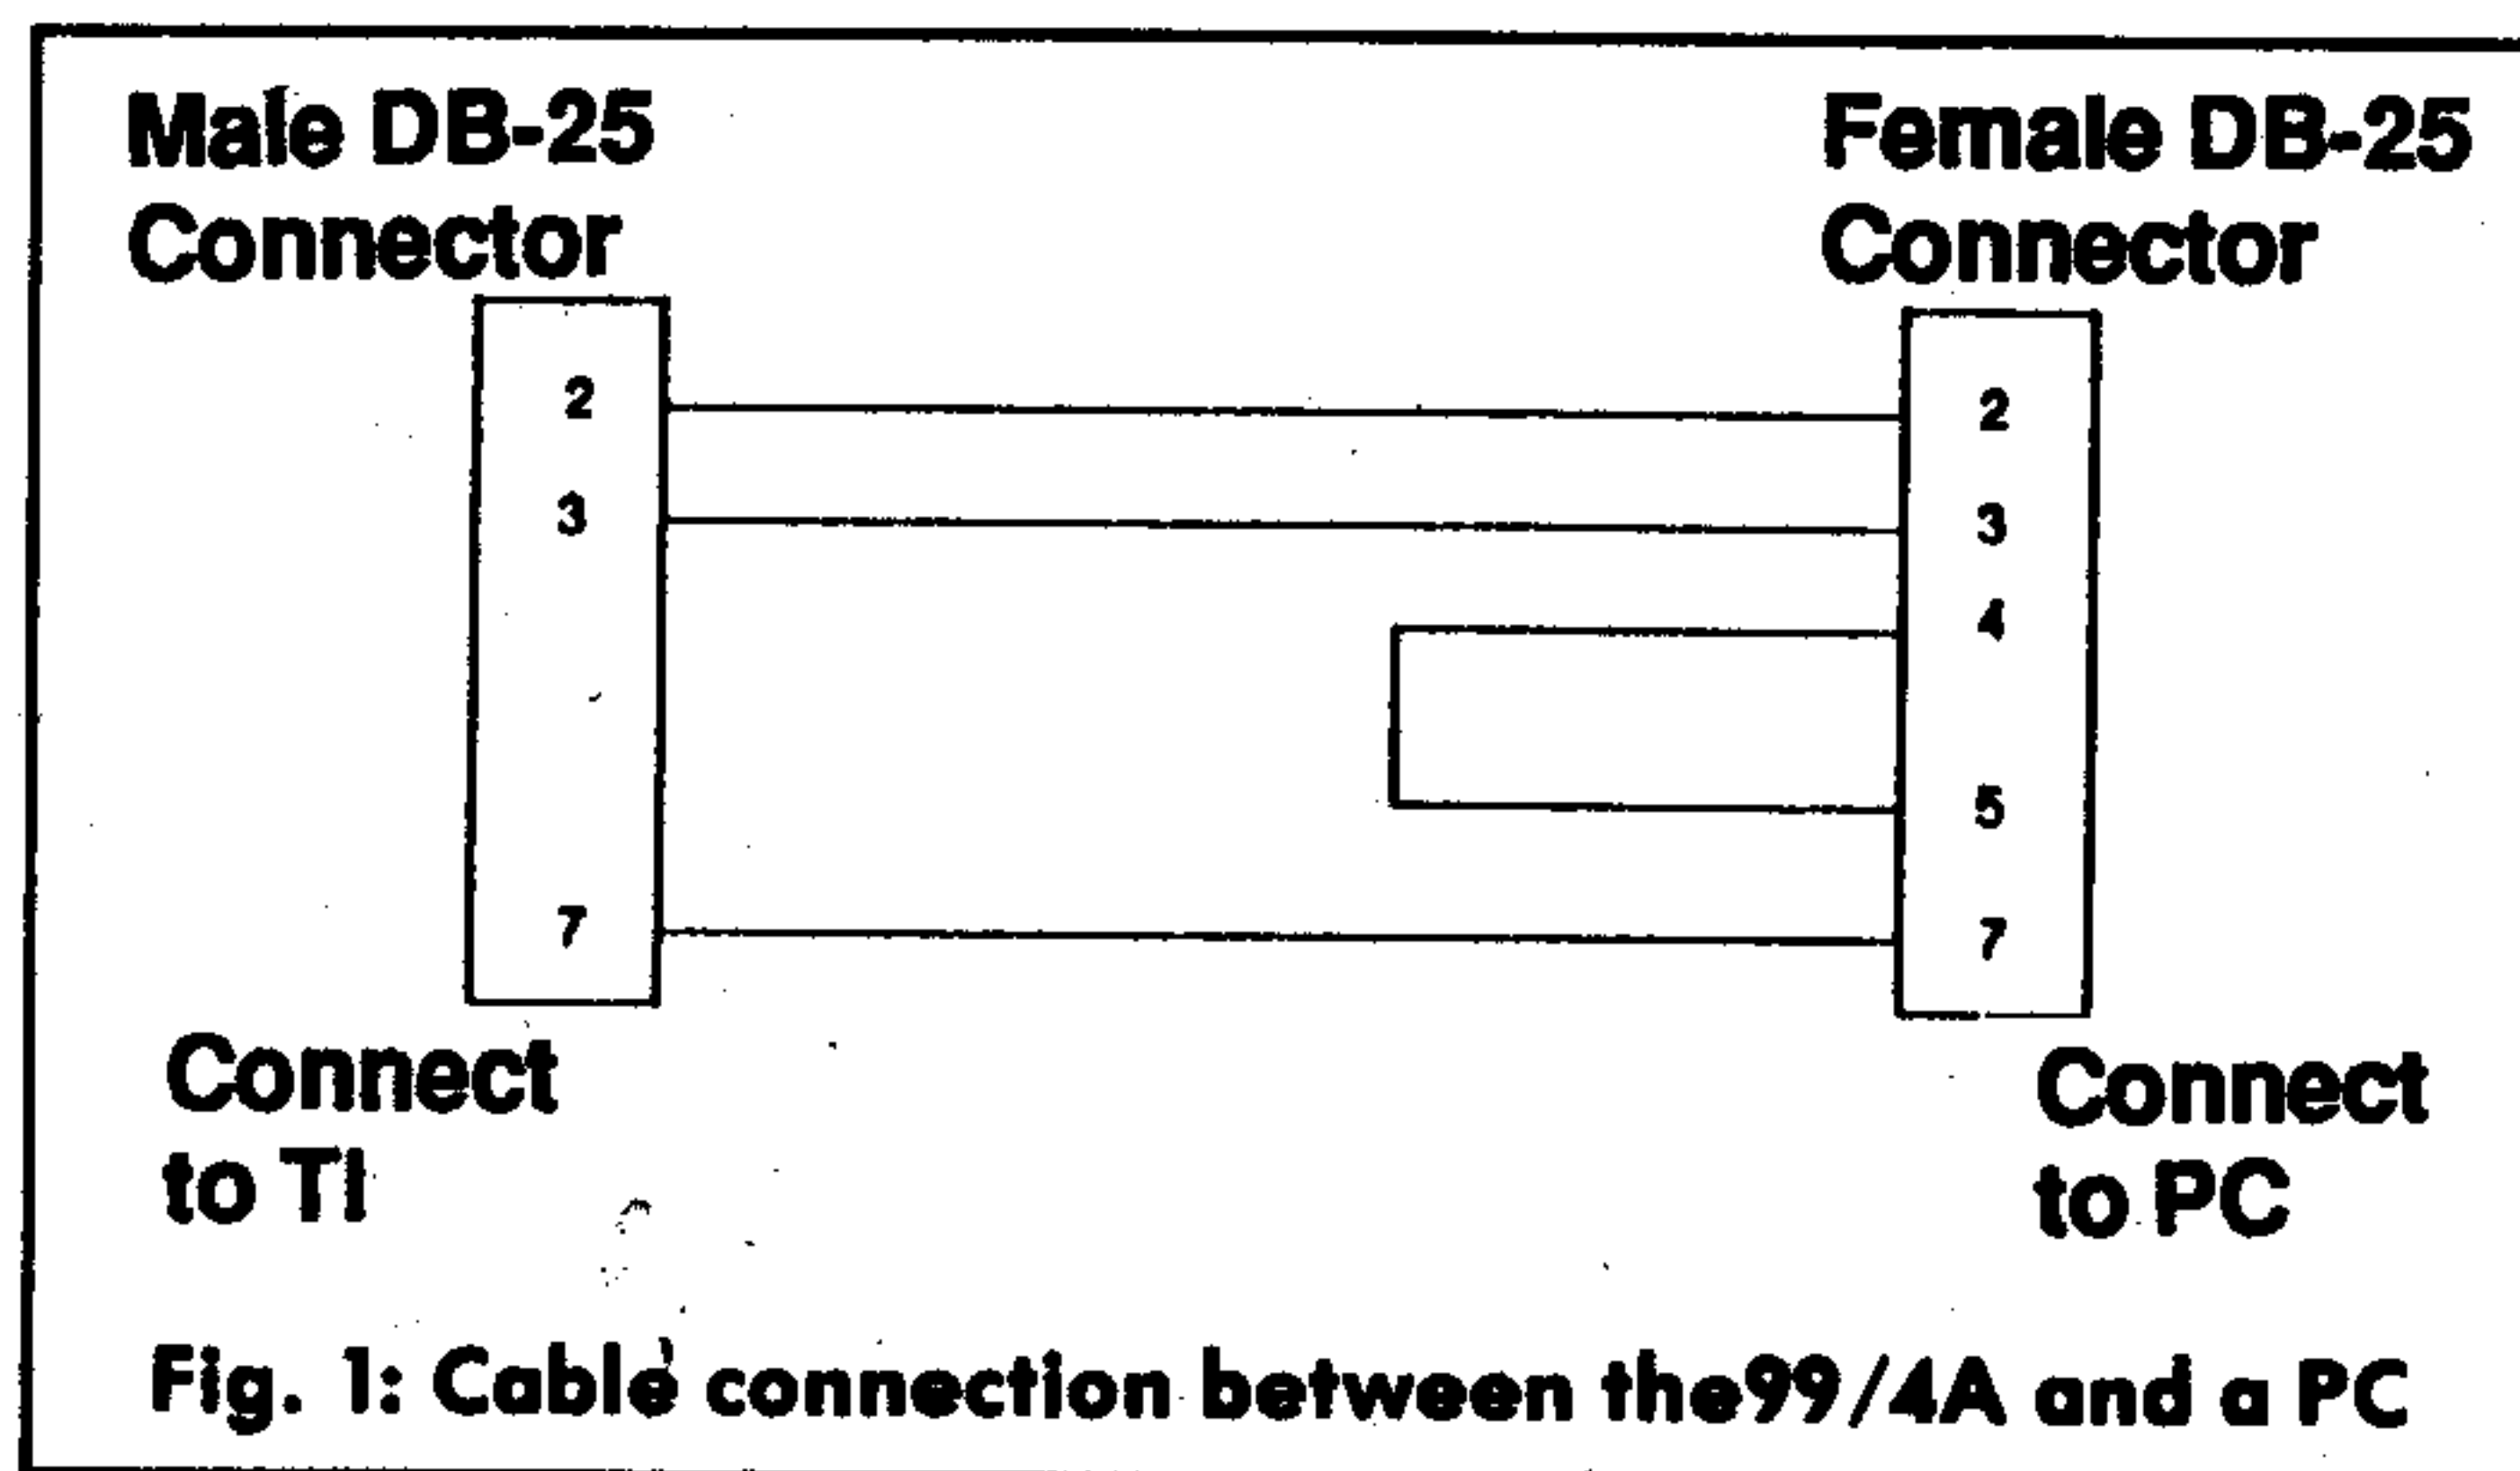 Male DB-25
Connector
Female DB-25
Connector
2
3
7
2
3
4
5
7
Connect
to TI
Connect
to PC
Fig. 1: Cable connection between the99/4A and a PC